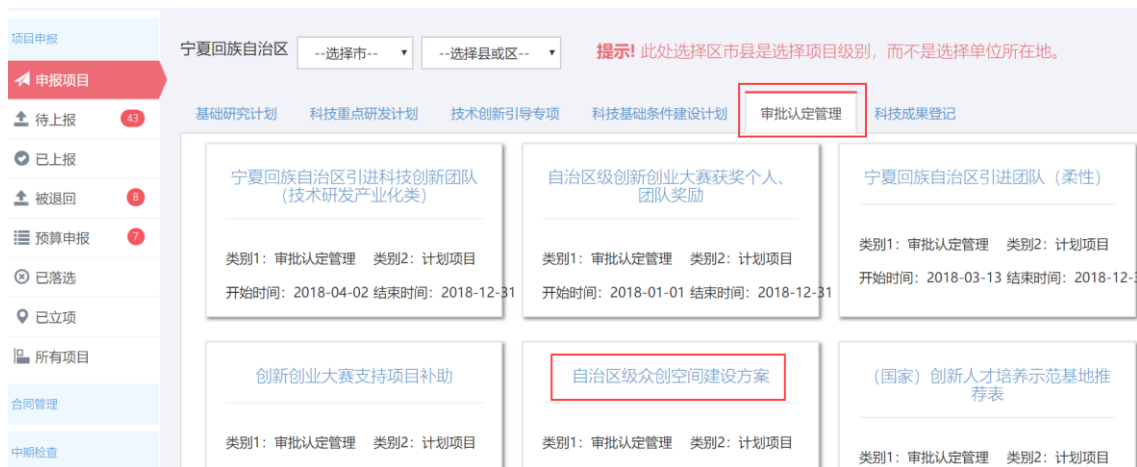 项目申报
申报项目
待上报 43
已上报
被退回 8
预算申报 7
已落选
已立项
所有项目
合同管理
中期检查
宁夏回族自治区 --选择市-- --选择县或区-- 提示! 此处选择区市县是选择项目级别，而不是选择单位所在地。
基础研究计划 科技重点研发计划 技术创新引导专项 科技基础条件建设计划 审批认定管理 科技成果登记
宁夏回族自治区引进科技创新团队
(技术研发产业化类)
类别1：审批认定管理 类别2：计划项目
开始时间：2018-04-02 结束时间：2018-12-31
自治区级创新创业大赛获奖个人、
团队奖励
类别1：审批认定管理 类别2：计划项目
开始时间：2018-01-01 结束时间：2018-12-31
宁夏回族自治区引进团队（柔性）
类别1：审批认定管理 类别2：计划项目
开始时间：2018-03-13 结束时间：2018-12-
创新创业大赛支持项目补助
类别1：审批认定管理 类别2：计划项目
自治区级众创空间建设方案
类别1：审批认定管理 类别2：计划项目
（国家）创新人才培养示范基地推
荐表
类别1：审批认定管理 类别2：计划项目